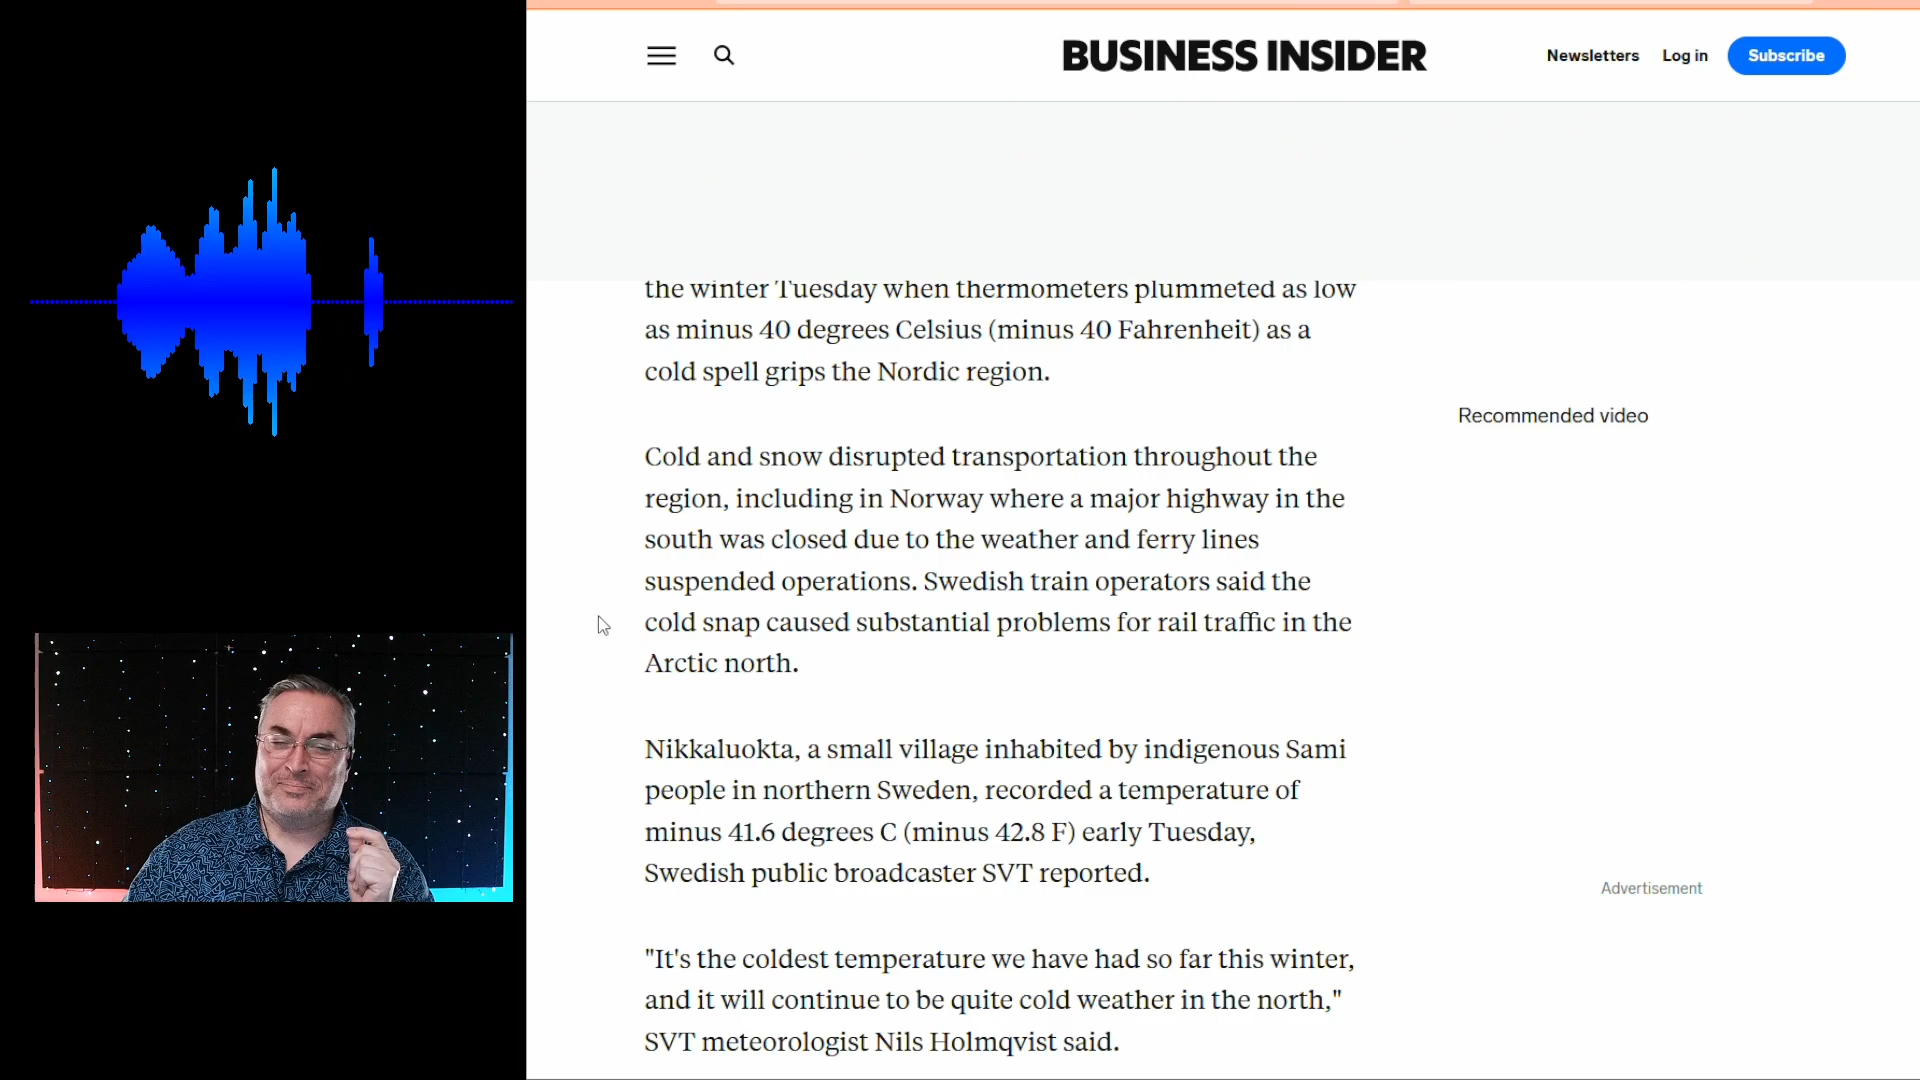 BUSINESS INSIDER
Newsletters
Log in
Subscribe
the winter Tuesday when thermometers plummeted as low
as minus 40 degrees Celsius (minus 40 Fahrenheit) as a
cold spell grips the Nordic region.
Cold and snow disrupted transportation throughout the
region, including in Norway where a major highway in the
south was closed due to the weather and ferry lines
suspended operations. Swedish train operators said the
cold snap caused substantial problems for rail traffic in the
Arctic north.
Nikkaluokta, a small village inhabited by indigenous Sami
people in northern Sweden, recorded a temperature of
minus 41.6 degrees C (minus 42.8 F) early Tuesday,
Swedish public broadcaster SVT reported.
"It's the coldest temperature we have had so far this winter,
and it will continue to be quite cold weather in the north,"
SVT meteorologist Nils Holmqvist said.
Recommended video
Advertisement